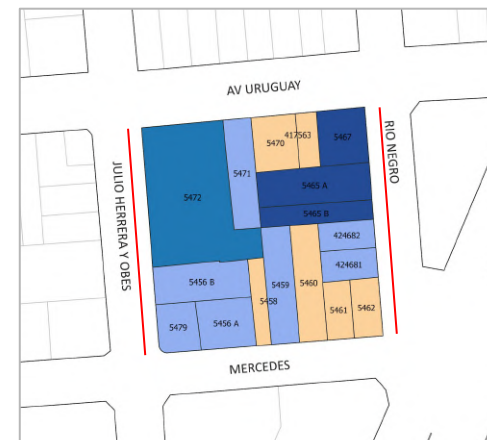 AV URUGUAY
JULIO HERRERA Y OBES
RIO NEGRO
5472
5471
5470
417563
5467
5465 A
5465 B
424682
424681
5456 B
5458
5459
5460
5479
5456 A
5461
5462
MERCEDES